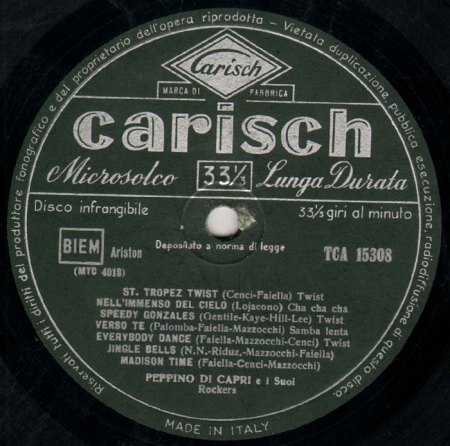 Riservati tutti i diritti del produttore fonografico e del proprietario dell'opera riprodotta - Vietata duplicazione, pubblica esecuzione, radiodiffusione di questo disco.
Carisch
MARCA DI FABBRICA
carisch
Microsolco 33⅓ Lunga Durata
Disco infrangibile 33⅓ giri al minuto
Depositato a norma di legge
BIEM Ariston TCA 15308
(MTC 4018)
ST. TROPEZ TWIST (Cenci-Faiella) Twist
NELL'IMMENSO DEL CIELO (Lojacono) Cha cha cha
SPEEDY GONZALES (Gentile-Kaye-Hill-Lee) Twist
VERSO TE (Palomba-Faiella-Mazzocchi) Samba lenta
EVERYBODY DANCE (Faiella-Mazzocchi-Cenci) Twist
JINGLE BELLS (N.N.-Riduz.-Mazzocchi-Faiella)
MADISON TIME (Faiella-Cenci-Mazzocchi)
PEPPINO DI CAPRI e i Suoi
Rockers
MADE IN ITALY